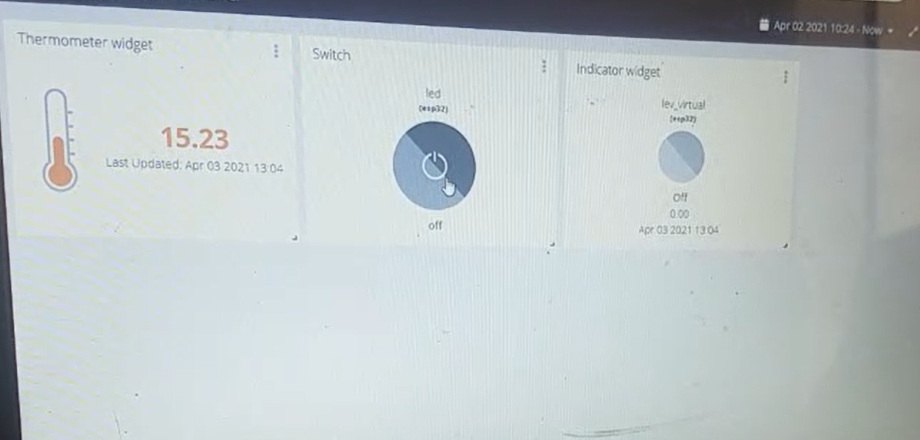 Apr 02 2021 10:24 - Now
Thermometer widget
15.23
Last Updated: Apr 03 2021 13:04
Switch
led
(esp32)
off
Indicator widget
lev_virtual
(esp32)
Off
0.00
Apr 03 2021 13:04